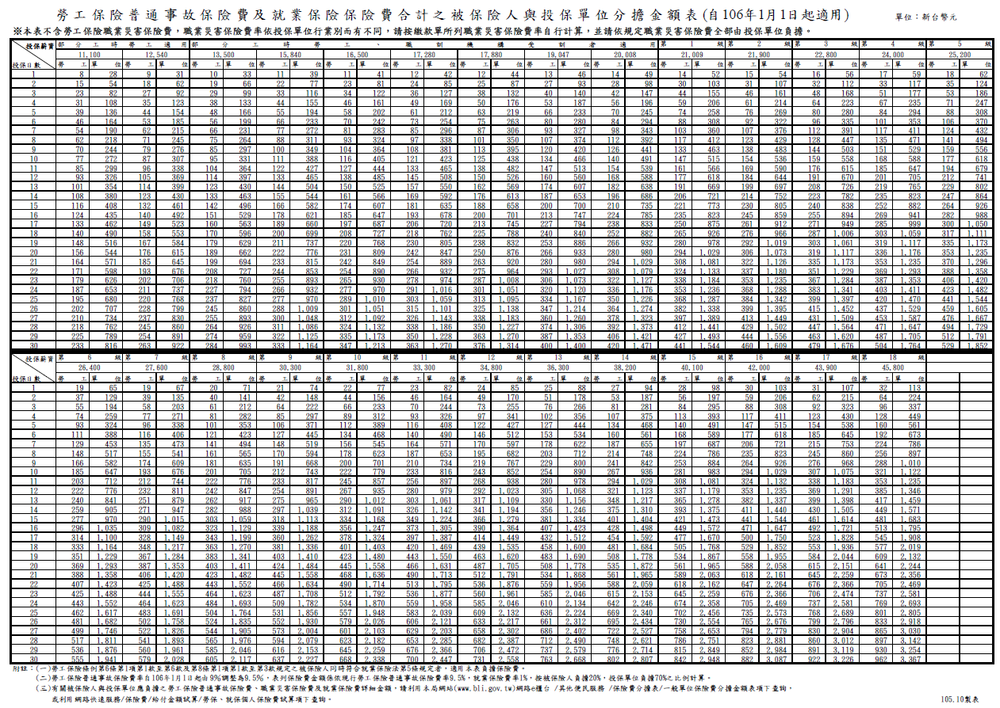 勞工保險普通事故保險費及就業保險保險費合計之被保險人與投保單位分擔金額表(自106年1月1日起適用)
單位：新台幣元
※本表不含勞工保險職業災害保險費，職業災害保險費率依投保單位行業別而有不同，請按繳款單所列職業災害保險費率自行計算，並請依規定職業災害保險費全部由投保單位負擔。
投保薪資 部分工時勞工適用 部分工時勞工、職訓機構受訓者適用 第 1 級 第 2 級 第 3 級 第 4 級 第 5 級
11,100 12,540 13,500 15,840 16,500 17,280 17,880 19,047 20,008 21,009 21,900 22,800 24,000 25,200
投保日數 勞工 單位 勞工 單位 勞工 單位 勞工 單位 勞工 單位 勞工 單位 勞工 單位 勞工 單位 勞工 單位 勞工 單位 勞工 單位 勞工 單位 勞工 單位 勞工 單位
1 8 28 9 31 10 33 11 39 11 41 12 42 12 44 13 46 14 49 14 52 15 54 16 56 17 59 18 62
2 15 54 18 62 19 66 22 77 23 81 24 85 25 87 27 93 28 98 30 103 31 107 32 112 33 117 35 124
3 23 82 27 92 29 99 33 116 34 122 36 127 38 132 40 140 42 147 44 155 46 161 48 168 51 177 53 186
4 31 108 35 123 38 133 44 155 46 161 49 169 50 176 53 187 56 196 59 206 61 214 64 223 67 235 71 247
5 39 136 44 154 48 166 55 194 58 202 61 212 63 219 66 233 70 245 74 258 76 269 80 280 84 294 88 308
6 46 164 53 185 56 199 66 233 70 242 73 254 75 263 80 280 84 294 88 308 92 322 96 335 101 353 106 370
7 54 190 62 215 66 231 77 272 81 283 85 296 87 306 93 327 98 343 103 360 107 376 112 391 117 411 124 432
8 62 218 71 245 75 264 88 311 93 324 97 338 101 350 107 374 112 392 117 412 123 429 128 447 135 471 141 494
9 70 244 79 276 85 297 100 349 104 364 108 381 113 395 120 420 126 441 133 463 138 483 144 503 151 529 159 556
10 77 272 87 307 95 331 111 388 116 405 121 423 125 438 134 466 140 491 147 515 154 536 159 558 168 588 177 618
11 85 299 96 338 104 364 122 427 127 444 133 465 138 482 147 513 154 539 161 566 169 590 176 615 185 647 194 679
12 93 326 105 369 114 397 133 465 138 485 145 508 150 526 160 560 168 588 177 618 184 644 191 670 201 705 212 741
13 101 354 114 399 123 430 144 504 150 525 157 550 162 569 174 607 182 638 191 669 199 697 208 726 219 765 229 802
14 108 380 123 430 133 463 155 544 161 566 169 592 176 613 187 653 196 686 206 721 214 752 223 782 235 823 247 864
15 116 408 132 461 142 496 166 582 174 607 181 635 188 658 200 700 210 735 221 773 230 805 240 838 252 882 264 926
16 124 435 140 492 151 529 178 621 185 647 193 678 200 701 213 747 224 785 235 823 245 859 255 894 269 941 282 988
17 133 462 149 523 160 563 189 660 197 687 206 720 213 745 227 794 238 833 250 875 261 912 271 949 285 999 300 1,050
18 140 490 158 553 170 596 200 699 208 727 218 762 225 788 240 840 252 882 265 926 276 966 287 1,006 303 1,059 317 1,111
19 148 516 167 584 179 629 211 737 220 768 230 805 238 832 253 886 266 932 280 978 292 1,019 303 1,061 319 1,117 335 1,173
20 156 544 176 615 189 662 222 776 231 809 242 847 250 876 266 933 280 980 294 1,029 306 1,073 319 1,117 336 1,176 353 1,235
21 164 571 185 645 199 694 233 815 242 849 254 889 263 920 280 980 294 1,029 308 1,081 322 1,126 335 1,173 353 1,235 370 1,296
22 171 598 193 676 208 727 244 853 254 890 266 932 275 964 293 1,027 308 1,079 324 1,133 337 1,180 351 1,229 369 1,293 388 1,358
23 179 626 202 706 218 760 255 893 265 930 278 974 287 1,008 306 1,073 322 1,127 338 1,184 353 1,235 367 1,284 387 1,353 406 1,420
24 187 653 211 737 227 794 266 932 277 970 291 1,016 301 1,051 320 1,120 336 1,176 353 1,236 368 1,288 383 1,341 403 1,411 423 1,482
25 195 680 220 768 237 827 277 970 289 1,010 303 1,059 313 1,095 334 1,167 350 1,226 368 1,287 384 1,342 399 1,397 420 1,470 441 1,544
26 202 707 228 799 245 860 288 1,009 301 1,051 315 1,101 325 1,138 347 1,214 364 1,274 382 1,338 399 1,395 415 1,452 437 1,529 459 1,605
27 210 734 237 830 255 893 300 1,048 312 1,092 326 1,143 338 1,183 360 1,260 378 1,323 397 1,389 413 1,449 431 1,509 453 1,587 476 1,667
28 218 762 245 860 264 926 311 1,086 324 1,132 338 1,186 350 1,227 374 1,306 392 1,373 412 1,441 429 1,502 447 1,564 471 1,647 494 1,729
29 225 789 254 891 274 959 322 1,125 335 1,173 350 1,228 363 1,270 387 1,353 406 1,421 427 1,493 444 1,556 463 1,620 487 1,705 512 1,791
30 233 816 263 922 284 993 333 1,164 347 1,213 363 1,270 376 1,314 400 1,400 420 1,471 441 1,544 460 1,609 479 1,676 504 1,764 529 1,852
投保薪資 第 6 級 第 7 級 第 8 級 第 9 級 第 10 級 第 11 級 第 12 級 第 13 級 第 14 級 第 15 級 第 16 級 第 17 級 第 18 級
26,400 27,600 28,800 30,300 31,800 33,300 34,800 36,300 38,200 40,100 42,000 43,900 45,800
投保日數 勞工 單位 勞工 單位 勞工 單位 勞工 單位 勞工 單位 勞工 單位 勞工 單位 勞工 單位 勞工 單位 勞工 單位 勞工 單位 勞工 單位 勞工 單位
1 19 65 19 67 20 71 21 74 22 77 23 82 24 85 25 88 27 94 28 98 30 103 31 107 32 113
2 37 129 39 135 40 141 42 148 44 156 46 164 49 170 51 178 53 187 56 197 59 206 62 215 64 224
3 55 194 58 203 61 212 64 222 66 233 70 244 73 255 76 266 81 281 84 295 88 308 92 323 96 337
4 74 259 77 271 81 282 85 297 89 312 93 326 97 341 102 356 107 375 113 393 117 411 123 430 128 449
5 93 324 96 338 101 353 106 371 112 389 116 408 122 427 127 444 134 468 140 491 147 515 154 538 160 561
6 111 388 116 406 121 423 127 445 134 468 140 490 146 512 153 534 160 561 168 589 177 618 185 645 192 673
7 129 453 135 473 141 494 148 519 156 545 164 571 170 597 178 622 187 655 197 687 206 721 215 753 224 786
8 148 517 155 541 161 565 170 594 178 623 187 653 195 682 203 712 214 748 224 786 235 823 245 860 256 897
9 166 582 174 609 181 635 191 668 200 701 210 734 219 767 229 800 241 842 253 884 264 926 276 968 288 1,010
10 185 647 193 676 201 705 212 743 222 779 233 816 243 852 254 890 267 936 281 983 294 1,029 307 1,075 321 1,122
11 203 712 212 744 222 776 233 817 245 857 256 897 268 938 280 978 294 1,029 308 1,081 324 1,132 338 1,183 353 1,235
12 222 776 232 811 242 847 254 891 267 935 280 979 292 1,023 305 1,068 321 1,123 337 1,179 353 1,235 369 1,291 385 1,346
13 240 841 251 879 262 917 275 965 290 1,012 303 1,061 317 1,109 330 1,156 348 1,217 365 1,278 382 1,337 399 1,398 417 1,459
14 259 905 271 947 282 988 297 1,039 312 1,091 326 1,142 341 1,194 356 1,246 375 1,310 393 1,375 411 1,440 430 1,505 449 1,571
15 277 970 290 1,015 303 1,059 318 1,113 334 1,168 349 1,224 366 1,279 381 1,334 401 1,404 421 1,473 441 1,544 461 1,614 481 1,683
16 296 1,035 309 1,082 323 1,129 339 1,188 356 1,247 373 1,305 390 1,364 407 1,423 428 1,498 449 1,572 471 1,647 492 1,721 513 1,795
17 314 1,100 328 1,149 343 1,199 360 1,262 378 1,324 397 1,387 414 1,449 432 1,512 454 1,592 477 1,670 500 1,750 523 1,828 545 1,908
18 333 1,164 348 1,217 363 1,270 381 1,336 401 1,403 420 1,469 439 1,535 458 1,600 481 1,684 505 1,768 529 1,852 553 1,936 577 2,019
19 351 1,229 367 1,284 383 1,341 403 1,410 423 1,480 443 1,550 463 1,620 483 1,690 508 1,778 534 1,867 558 1,955 584 2,044 609 2,132
20 369 1,293 387 1,353 403 1,411 424 1,484 445 1,558 466 1,631 487 1,705 508 1,778 535 1,872 561 1,965 588 2,058 615 2,151 641 2,244
21 388 1,358 406 1,420 423 1,482 445 1,558 468 1,636 490 1,713 512 1,791 534 1,868 561 1,965 589 2,063 618 2,161 645 2,259 673 2,356
22 407 1,423 425 1,488 443 1,552 466 1,634 490 1,714 513 1,795 536 1,876 559 1,956 588 2,059 618 2,162 647 2,264 676 2,366 705 2,469
23 425 1,488 444 1,555 464 1,623 487 1,708 512 1,792 536 1,877 560 1,961 585 2,046 615 2,153 645 2,259 676 2,366 706 2,474 737 2,581
24 443 1,552 464 1,623 484 1,693 509 1,782 534 1,870 559 1,958 585 2,046 610 2,134 642 2,246 674 2,358 705 2,469 737 2,581 769 2,693
25 462 1,617 483 1,691 504 1,764 531 1,856 557 1,948 583 2,039 609 2,132 636 2,224 669 2,340 702 2,456 735 2,573 768 2,689 801 2,805
26 481 1,682 502 1,758 524 1,835 552 1,930 579 2,026 606 2,121 633 2,217 661 2,312 695 2,434 730 2,554 765 2,676 799 2,796 833 2,918
27 499 1,746 522 1,826 544 1,905 573 2,004 601 2,103 629 2,203 658 2,302 686 2,402 722 2,527 758 2,653 794 2,779 830 2,904 865 3,030
28 517 1,811 541 1,893 565 1,976 594 2,079 623 2,182 653 2,285 682 2,387 712 2,490 748 2,621 786 2,751 823 2,881 860 3,012 897 3,142
29 536 1,876 560 1,961 585 2,046 616 2,153 645 2,259 676 2,366 706 2,472 737 2,579 775 2,714 815 2,849 852 2,984 891 3,119 930 3,254
30 555 1,941 579 2,028 605 2,117 637 2,227 668 2,338 700 2,447 731 2,558 763 2,668 802 2,807 842 2,948 882 3,087 922 3,226 962 3,367
附註：(一)勞工保險條例第6條第1項第1款至第6款及第8條第1項第1款至第3款規定之被保險人同時符合就業保險法第5條規定者，適用本表負擔保險費。
(二)勞工保險普通事故保險費率自106年1月1日起由9%調整為9.5%，表列保險費金額係依現行勞工保險普通事故保險費率9.5%，就業保險費率1%，按被保險人負擔20%，投保單位負擔70%之比例計算。
(三)有關被保險人與投保單位應負擔之勞工保險普通事故保險費、職業災害保險費及就業保險費詳細金額，請利用本局網站(www.bli.gov.tw)網路e櫃台 /其他便民服務 /保險費分擔表/一般單位保險費分擔金額表項下查詢，
或利用網路快速服務/保險費/給付金額試算/勞保、就保個人保險費試算項下查詢。
105.10製表